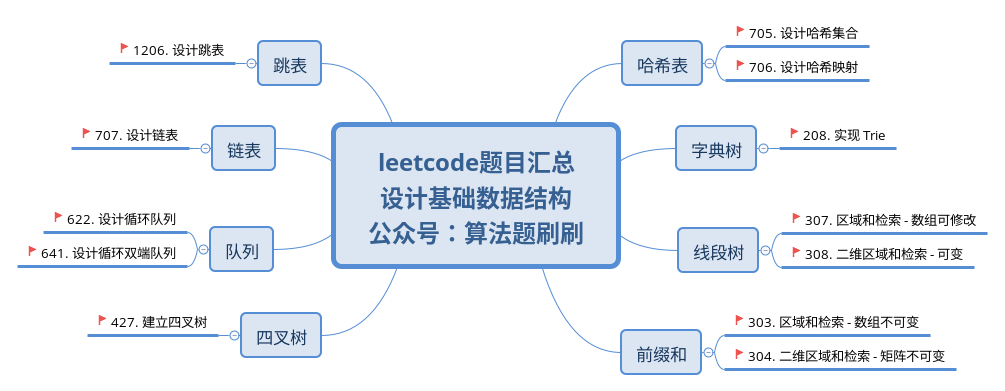 leetcode题目汇总
设计基础数据结构
公众号：算法题刷刷
跳表
1206. 设计跳表
链表
707. 设计链表
队列
622. 设计循环队列
641. 设计循环双端队列
四叉树
427. 建立四叉树
哈希表
705. 设计哈希集合
706. 设计哈希映射
字典树
208. 实现 Trie
线段树
307. 区域和检索 - 数组可修改
308. 二维区域和检索 - 可变
前缀和
303. 区域和检索 - 数组不可变
304. 二维区域和检索 - 矩阵不可变